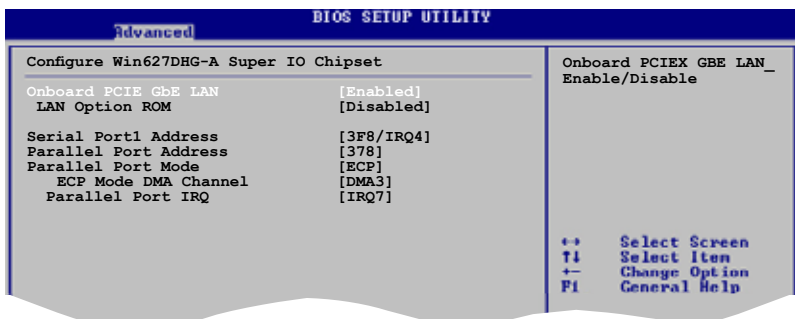 BIOS SETUP UTILITY
Advanced
Configure Win627DHG-A Super IO Chipset
Onboard PCIE GbE LAN [Enabled]
LAN Option ROM [Disabled]
Serial Port1 Address [3F8/IRQ4]
Parallel Port Address [378]
Parallel Port Mode [ECP]
ECP Mode DMA Channel [DMA3]
Parallel Port IRQ [IRQ7]
Onboard PCIEX GBE LAN_
Enable/Disable
←→ Select Screen
↑↓ Select Item
+- Change Option
F1 General Help